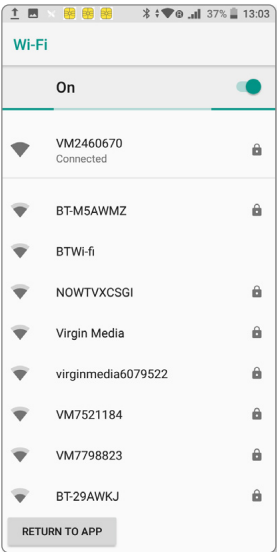 37% 13:03
Wi-Fi
On
VM2460670
Connected
BT-M5AWMZ
BTWi-fi
NOWTVXCSGI
Virgin Media
virginmedia6079522
VM7521184
VM7798823
BT-29AWKJ
RETURN TO APP